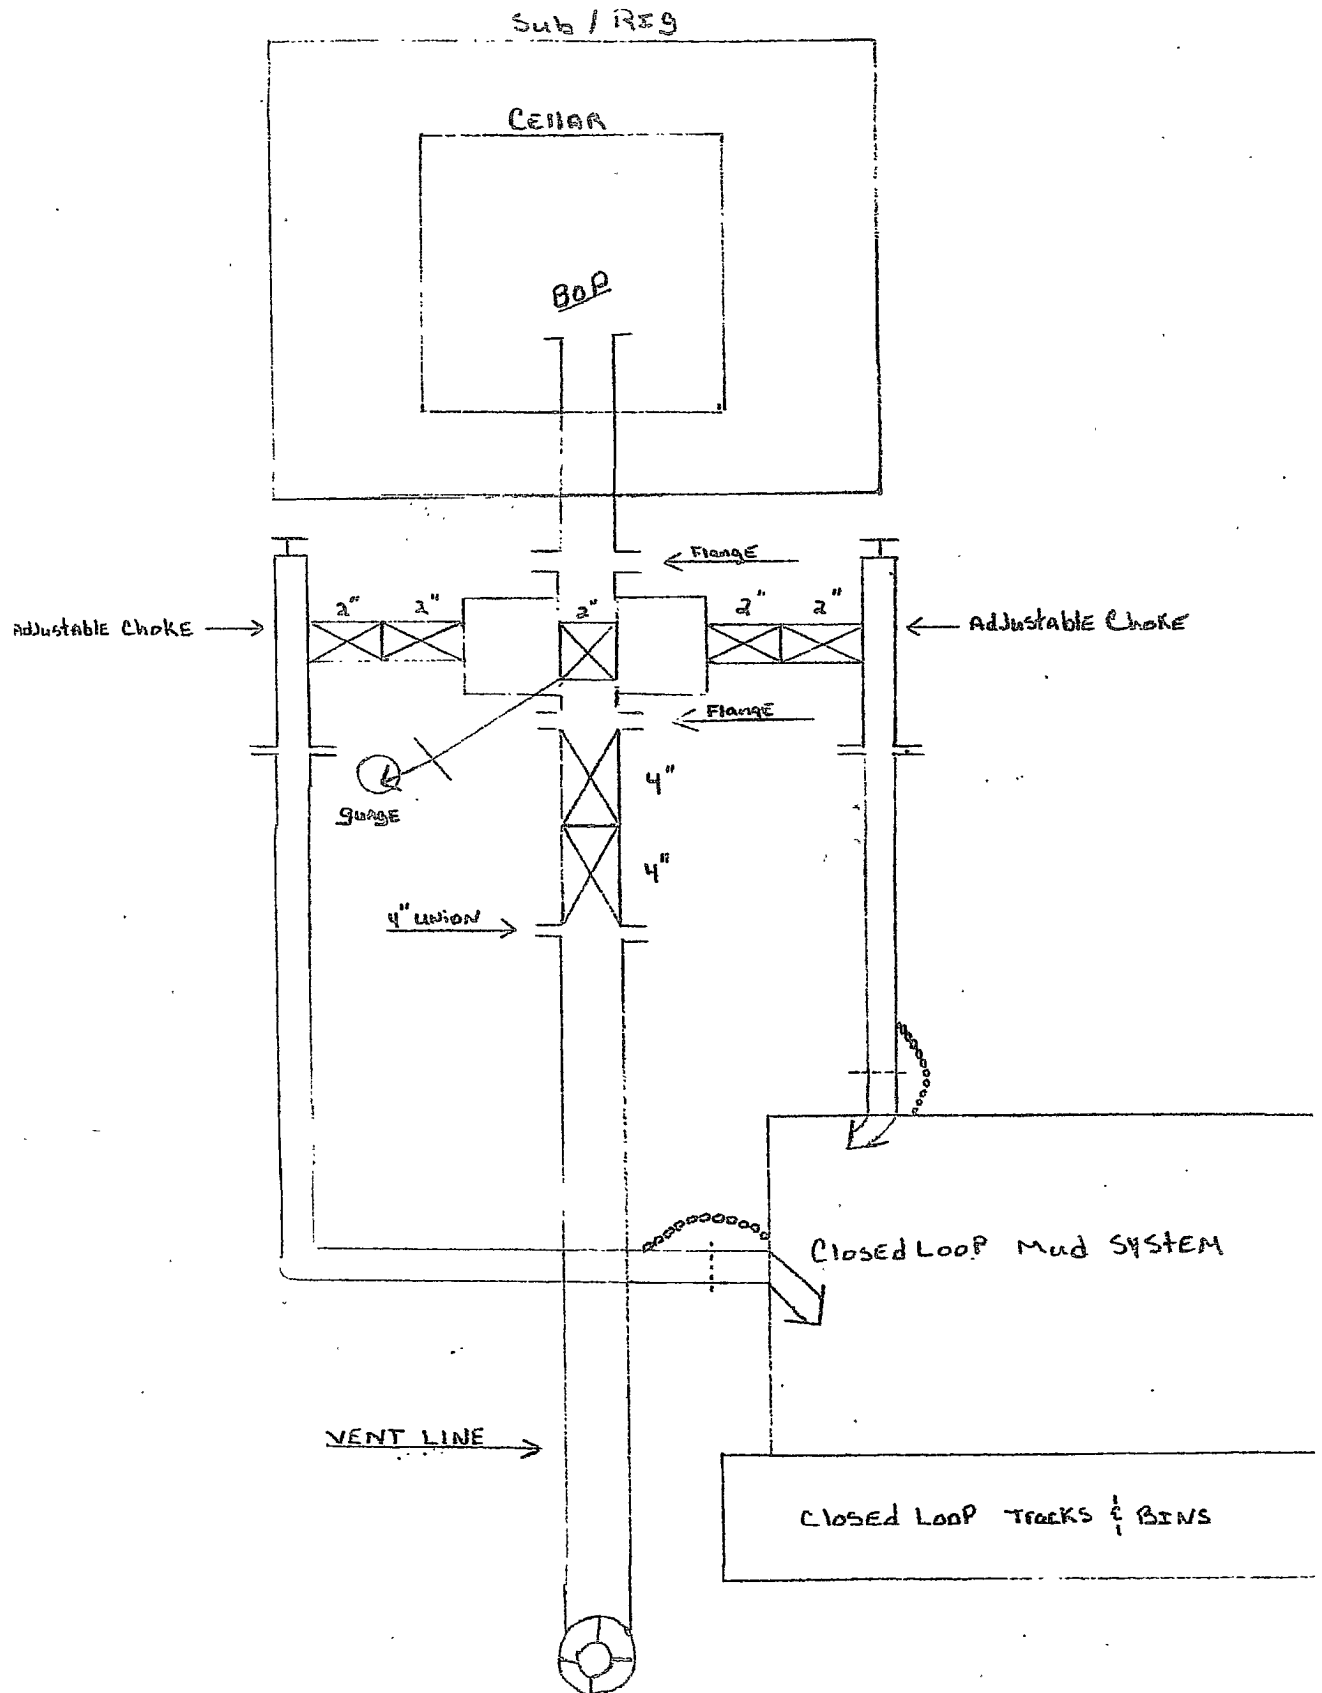 Sub / RIg
CEllAR
BOP
FlangE
2" 2" 2" 2" 2"
AdJustable ChokE
AdJustable ChokE
FlangE
gurgE
4"
4"
4" UNION
Closed Loop Mud SYStEM
VENT LINE
Closed Loop Tracks & BINS